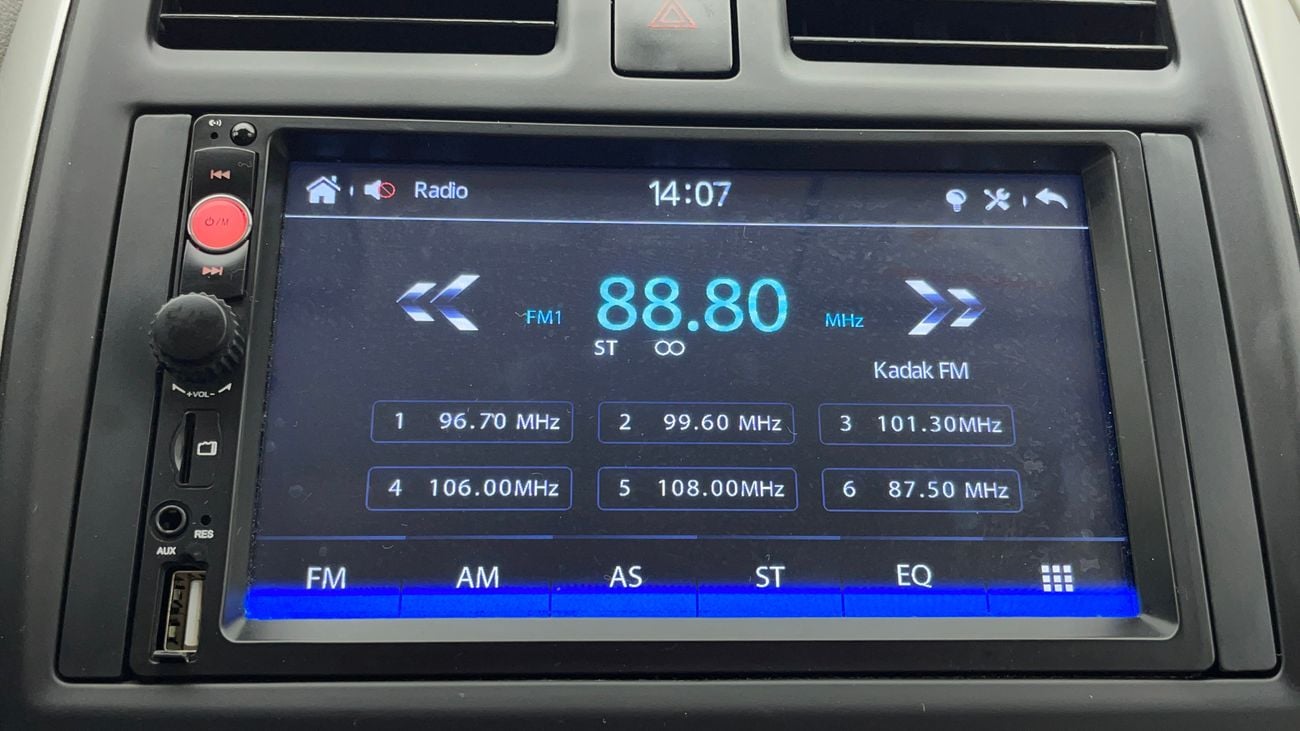 Radio 14:07
⏻/M
FM1 88.80 MHz
ST
Kadak FM
+VOL-
1 96.70 MHz 2 99.60 MHz 3 101.30MHz
4 106.00MHz 5 108.00MHz 6 87.50 MHz
RES
AUX
FM AM AS ST EQ